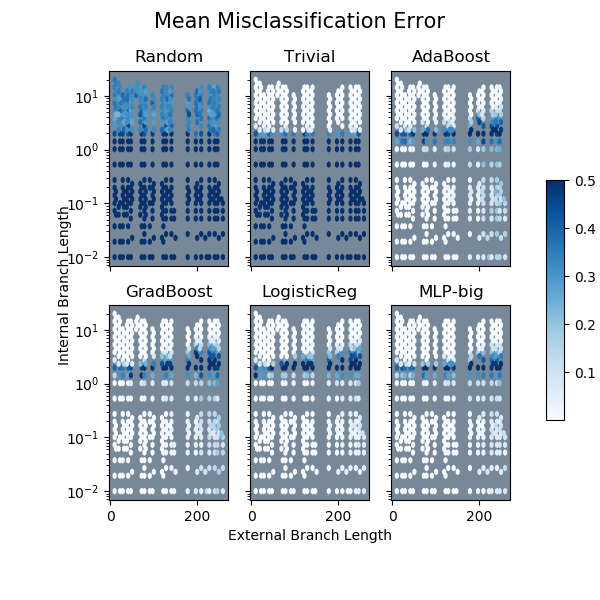 Mean Misclassification Error
Random Trivial AdaBoost
10¹
10⁰
10⁻¹
10⁻²
Internal Branch Length
GradBoost LogisticReg MLP-big
10¹
10⁰
10⁻¹
10⁻²
0 200 0 200 0 200
External Branch Length
0.5
0.4
0.3
0.2
0.1